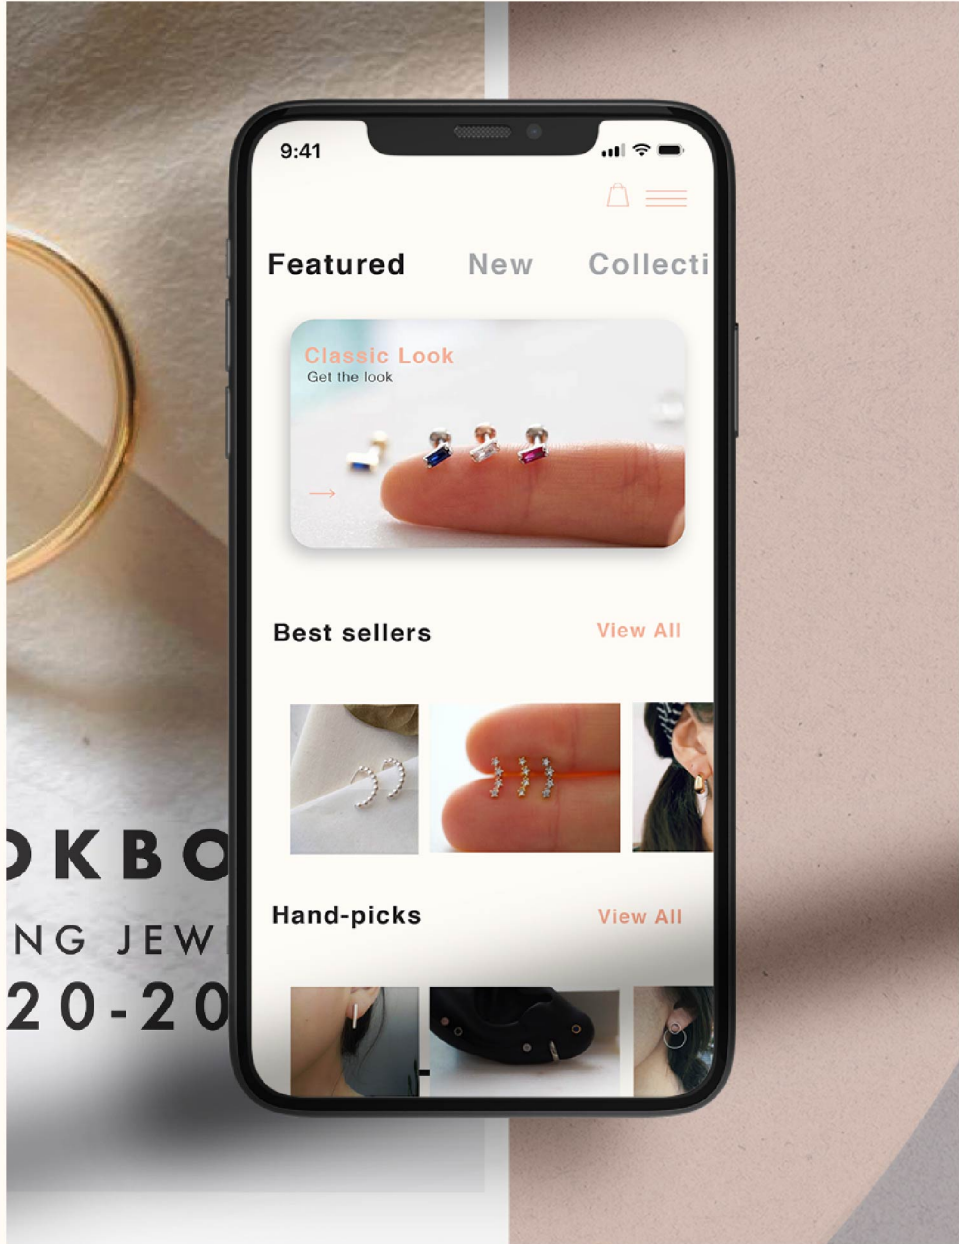 9:41
Featured New Collecti
Classic Look
Get the look
Best sellers View All
Hand-picks View All
OKBO
NG JEW
20-20